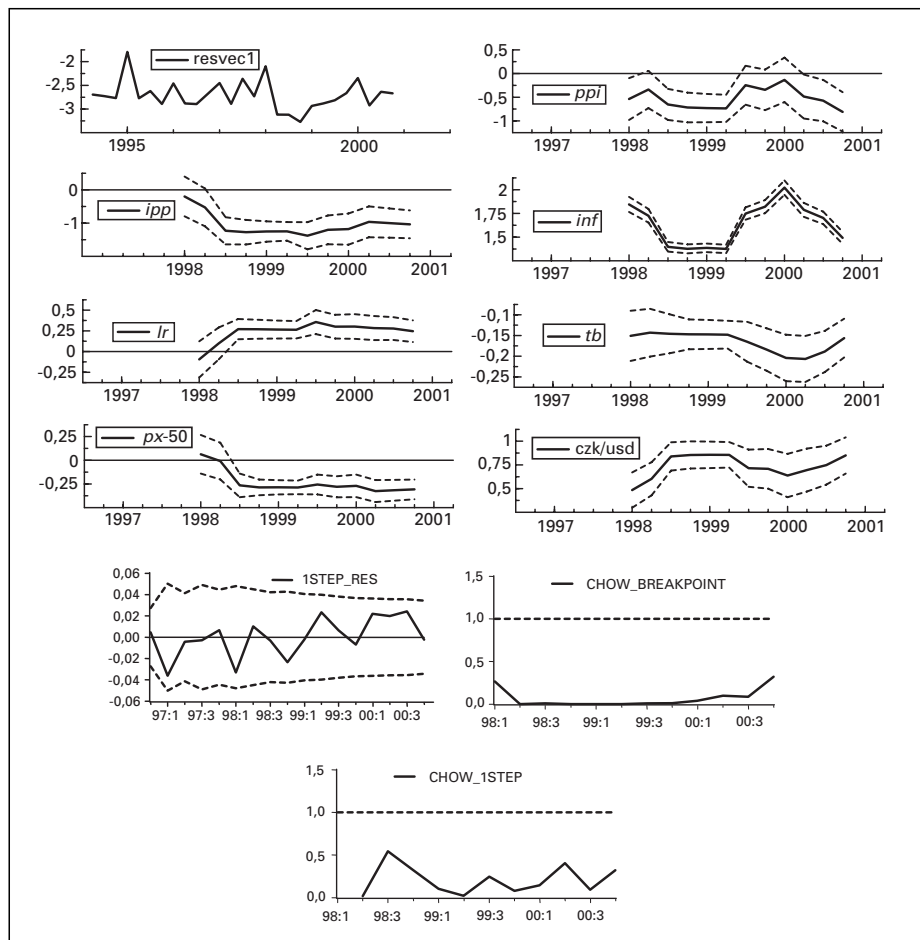 -2
-2,5
-3
resvec1
1995 2000
0,5
0
-0,5
-1
ppi
1997 1998 1999 2000 2001
0
-1
ipp
1998 1999 2000 2001
2
1,75
1,5
inf
1997 1998 1999 2000 2001
0,5
0,25
0
-0,25
lr
1997 1998 1999 2000 2001
-0,1
-0,15
-0,2
-0,25
tb
1997 1998 1999 2000 2001
0,25
0
-0,25
px-50
1997 1998 1999 2000 2001
1
0,75
0,5
czk/usd
1997 1998 1999 2000 2001
0,06
0,04
0,02
0,00
-0,02
-0,04
-0,06
1STEP_RES
97:1 97:3 98:1 98:3 99:1 99:3 00:1 00:3
1,5
1,0
0,5
0,0
CHOW_BREAKPOINT
98:1 98:3 99:1 99:3 00:1 00:3
1,5
1,0
0,5
0,0
CHOW_1STEP
98:1 98:3 99:1 99:3 00:1 00:3